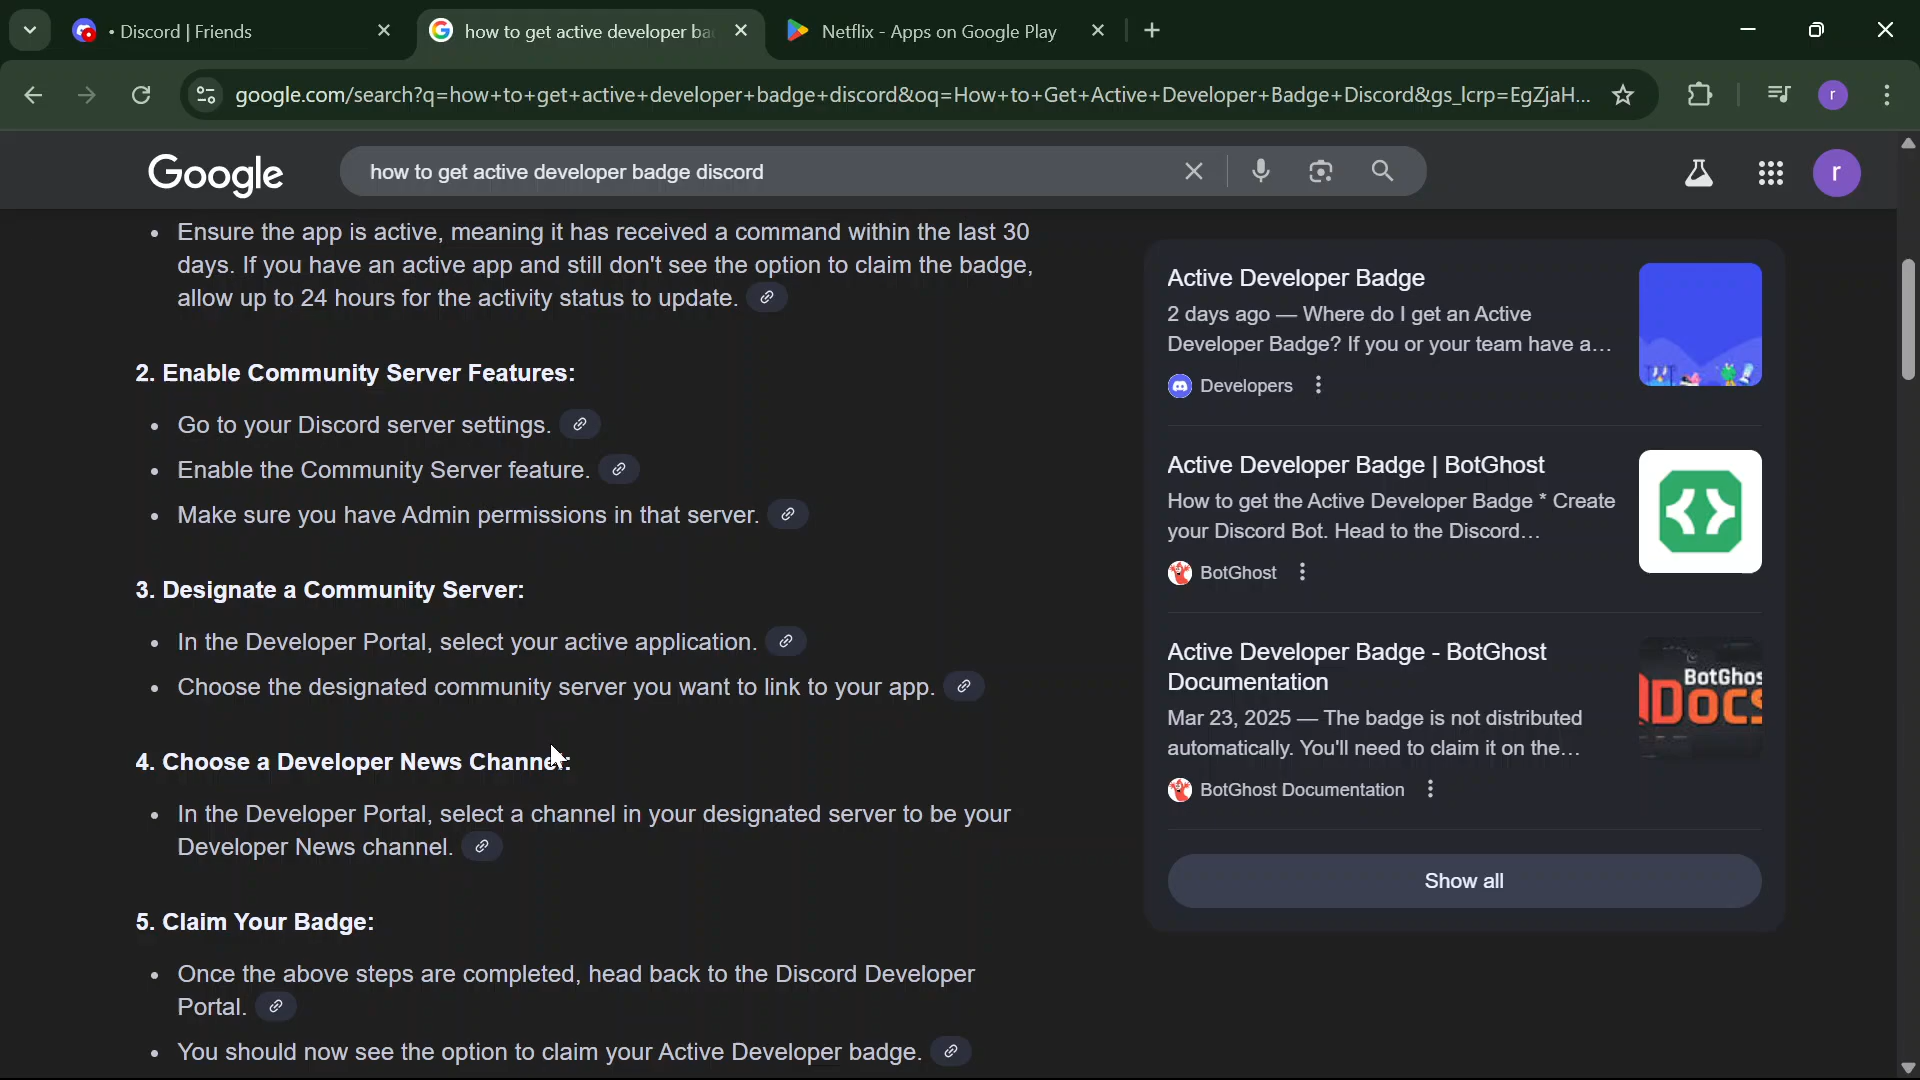 • Discord | Friends
how to get active developer ba
Netflix - Apps on Google Play
google.com/search?q=how+to+get+active+developer+badge+discord&oq=How+to+Get+Active+Developer+Badge+Discord&gs_lcrp=EgZjaH...
r
Google
how to get active developer badge discord
r
• Ensure the app is active, meaning it has received a command within the last 30
days. If you have an active app and still don't see the option to claim the badge,
allow up to 24 hours for the activity status to update.
2. Enable Community Server Features:
• Go to your Discord server settings.
• Enable the Community Server feature.
• Make sure you have Admin permissions in that server.
3. Designate a Community Server:
• In the Developer Portal, select your active application.
• Choose the designated community server you want to link to your app.
4. Choose a Developer News Channel:
• In the Developer Portal, select a channel in your designated server to be your
Developer News channel.
5. Claim Your Badge:
• Once the above steps are completed, head back to the Discord Developer
Portal.
• You should now see the option to claim your Active Developer badge.
Active Developer Badge
2 days ago — Where do I get an Active
Developer Badge? If you or your team have a...
Developers
Active Developer Badge | BotGhost
How to get the Active Developer Badge * Create
your Discord Bot. Head to the Discord...
BotGhost
Active Developer Badge - BotGhost
Documentation
Mar 23, 2025 — The badge is not distributed
automatically. You'll need to claim it on the...
BotGhost Documentation
BotGhos
Docs
Show all